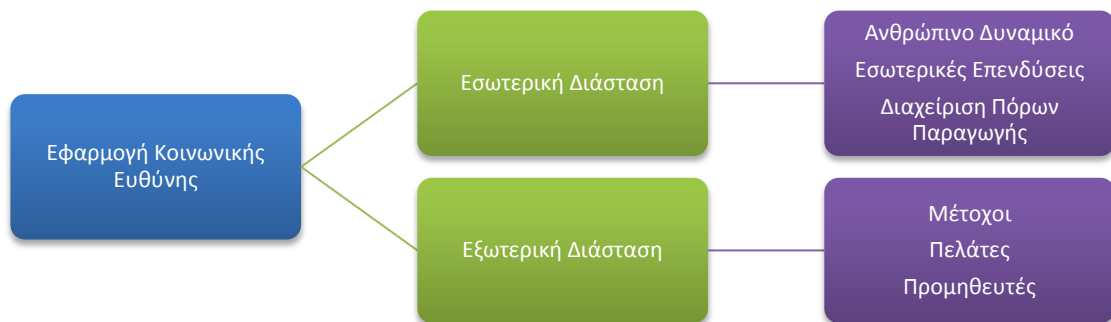 Εφαρμογή Κοινωνικής
Ευθύνης
Εσωτερική Διάσταση
Ανθρώπινο Δυναμικό
Εσωτερικές Επενδύσεις
Διαχείριση Πόρων
Παραγωγής
Εξωτερική Διάσταση
Μέτοχοι
Πελάτες
Προμηθευτές